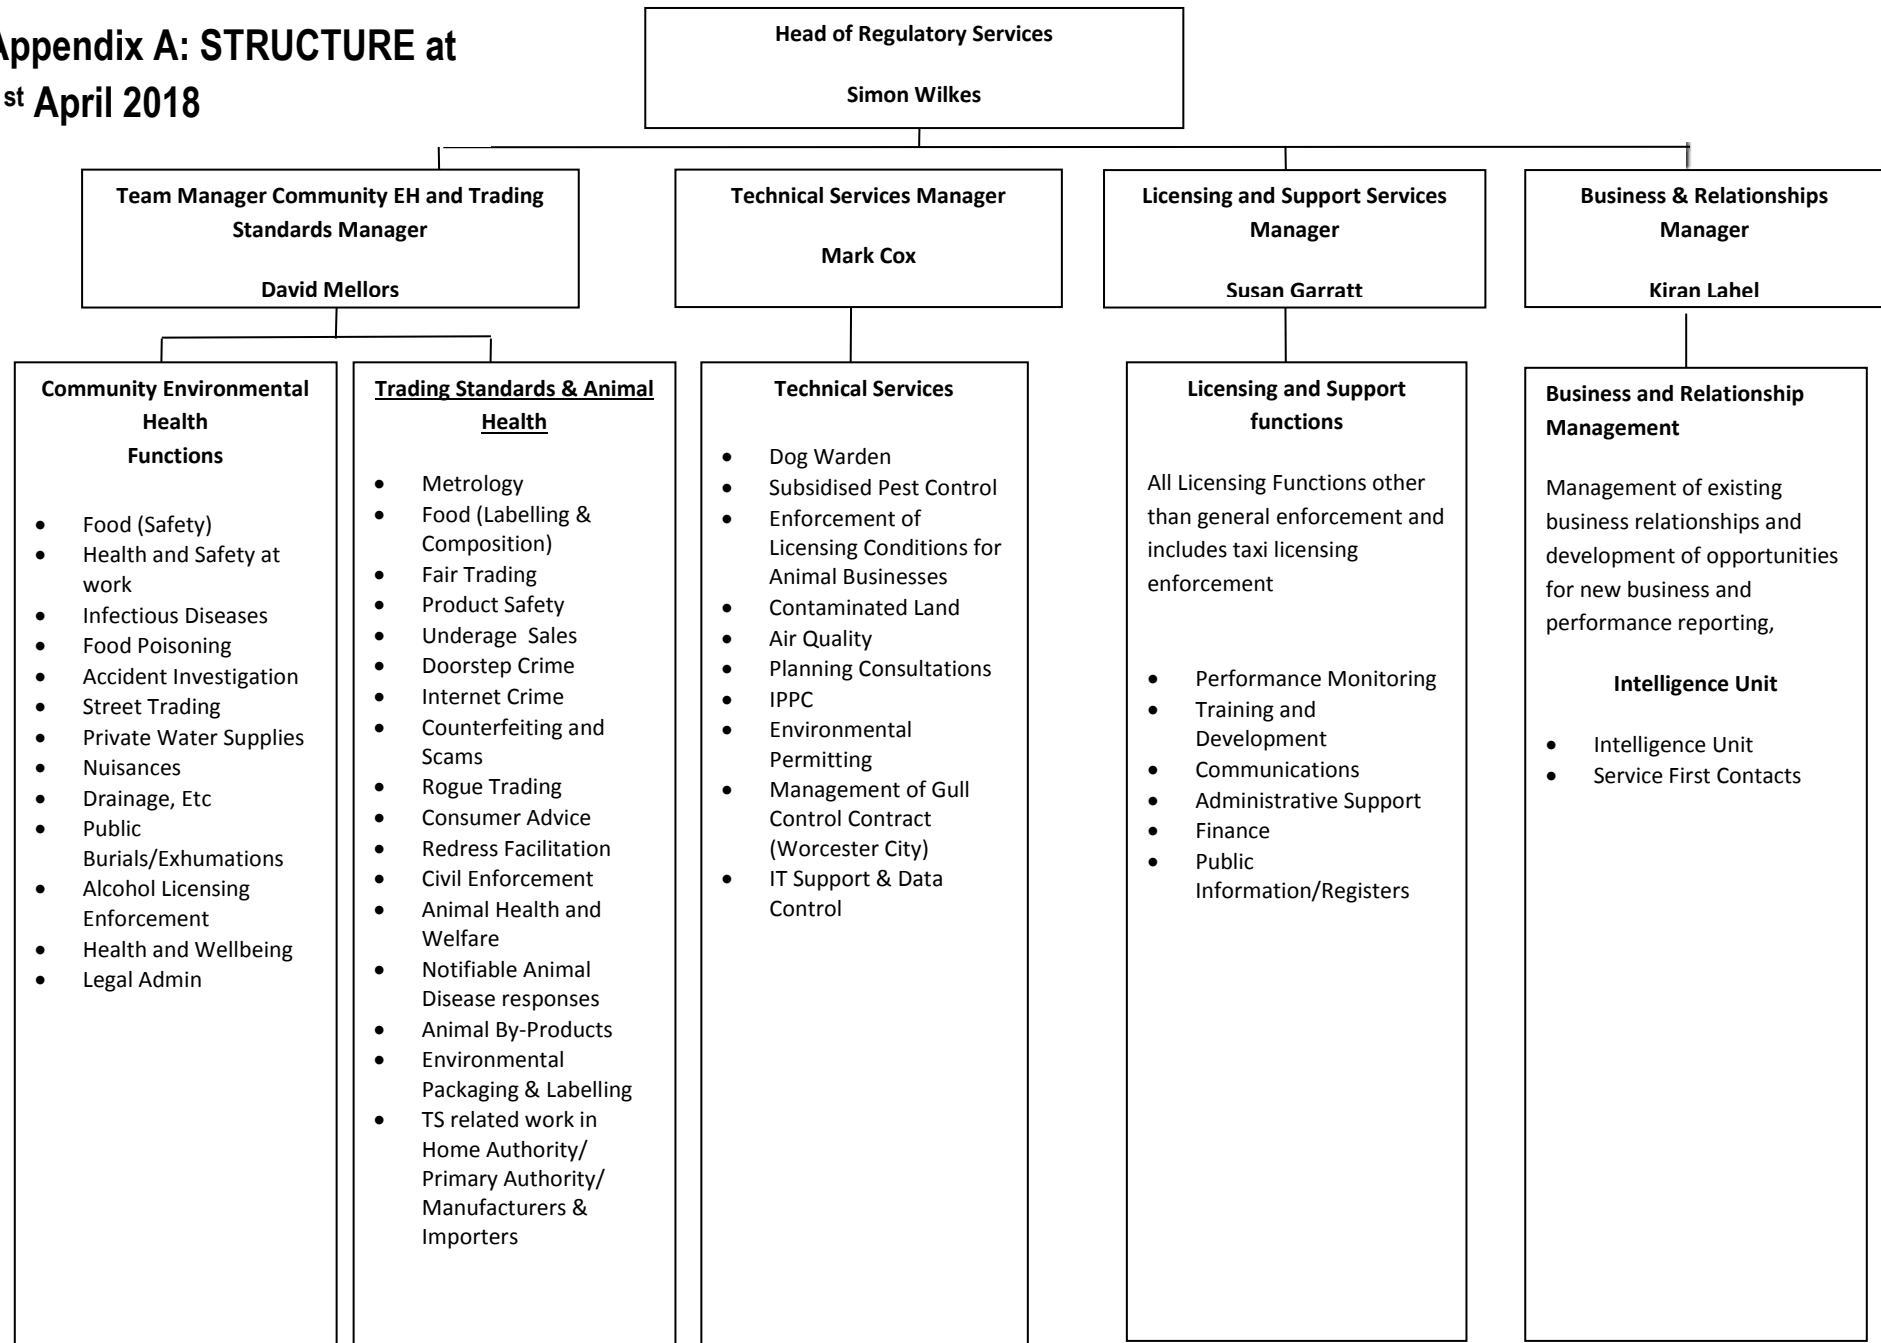 Appendix A: STRUCTURE at
st April 2018
Head of Regulatory Services
Simon Wilkes
Team Manager Community EH and Trading
Standards Manager
David Mellors
Technical Services Manager
Mark Cox
Licensing and Support Services
Manager
Susan Garratt
Business & Relationships
Manager
Kiran Lahel
Community Environmental
Health
Functions
• Food (Safety)
• Health and Safety at
work
• Infectious Diseases
• Food Poisoning
• Accident Investigation
• Street Trading
• Private Water Supplies
• Nuisances
• Drainage, Etc
• Public
Burials/Exhumations
• Alcohol Licensing
Enforcement
• Health and Wellbeing
• Legal Admin
Trading Standards & Animal
Health
• Metrology
• Food (Labelling &
Composition)
• Fair Trading
• Product Safety
• Underage  Sales
• Doorstep Crime
• Internet Crime
• Counterfeiting and
Scams
• Rogue Trading
• Consumer Advice
• Redress Facilitation
• Civil Enforcement
• Animal Health and
Welfare
• Notifiable Animal
Disease responses
• Animal By-Products
• Environmental
Packaging & Labelling
• TS related work in
Home Authority/
Primary Authority/
Manufacturers &
Importers
Technical Services
• Dog Warden
• Subsidised Pest Control
• Enforcement of
Licensing Conditions for
Animal Businesses
• Contaminated Land
• Air Quality
• Planning Consultations
• IPPC
• Environmental
Permitting
• Management of Gull
Control Contract
(Worcester City)
• IT Support & Data
Control
Licensing and Support
functions
All Licensing Functions other
than general enforcement and
includes taxi licensing
enforcement
• Performance Monitoring
• Training and
Development
• Communications
• Administrative Support
• Finance
• Public
Information/Registers
Business and Relationship
Management
Management of existing
business relationships and
development of opportunities
for new business and
performance reporting,
Intelligence Unit
• Intelligence Unit
• Service First Contacts